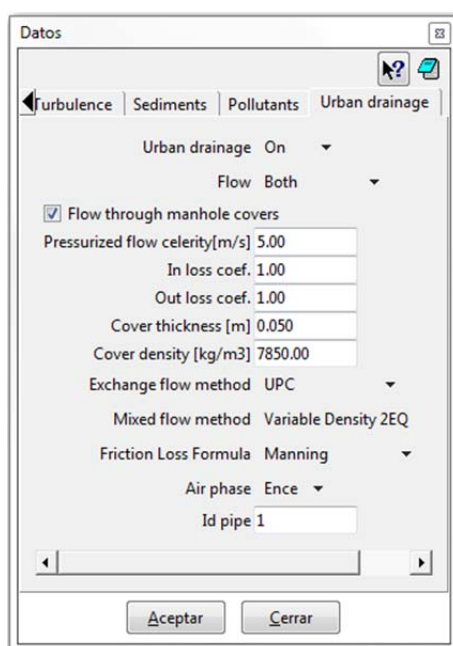 Datos
?
Turbulence Sediments Pollutants Urban drainage
Urban drainage On
Flow Both
Flow through manhole covers
Pressurized flow celerity[m/s] 5.00
In loss coef. 1.00
Out loss coef. 1.00
Cover thickness [m] 0.050
Cover density [kg/m3] 7850.00
Exchange flow method UPC
Mixed flow method Variable Density 2EQ
Friction Loss Formula Manning
Air phase Ence
Id pipe 1
Aceptar Cerrar